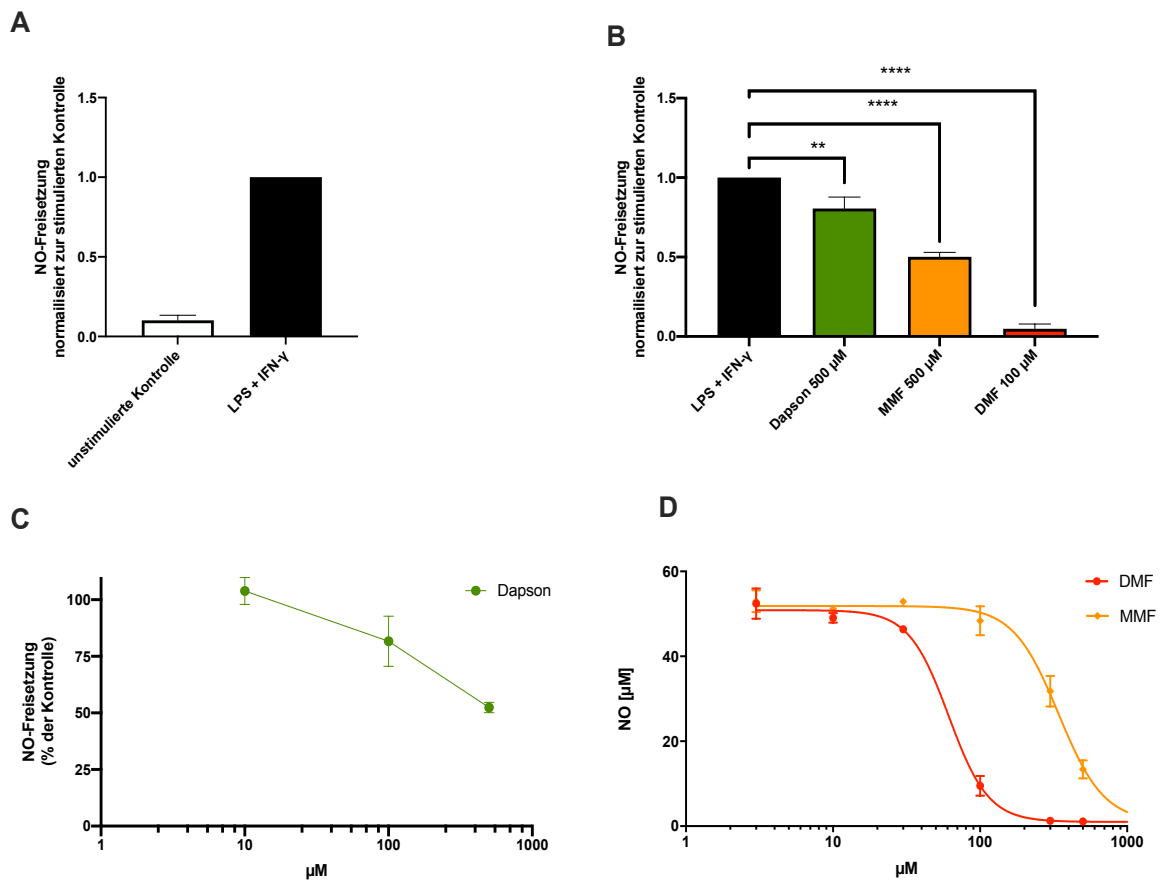 A
NO-Freisetzung
normailisiert zur stimulierten Kontrolle
1.5
1.0
0.5
0.0
unstimulierte Kontrolle
LPS + IFN-γ
B
NO-Freisetzung
normailisiert zur stimulierten Kontrolle
1.5
1.0
0.5
0.0
****
****
**
LPS + IFN-γ
Dapson 500 µM
MMF 500 µM
DMF 100 µM
C
NO-Freisetzung
(% der Kontrolle)
100
75
50
25
0
1
10
100
1000
µM
Dapson
D
NO [µM]
60
40
20
0
1
10
100
1000
µM
DMF
MMF